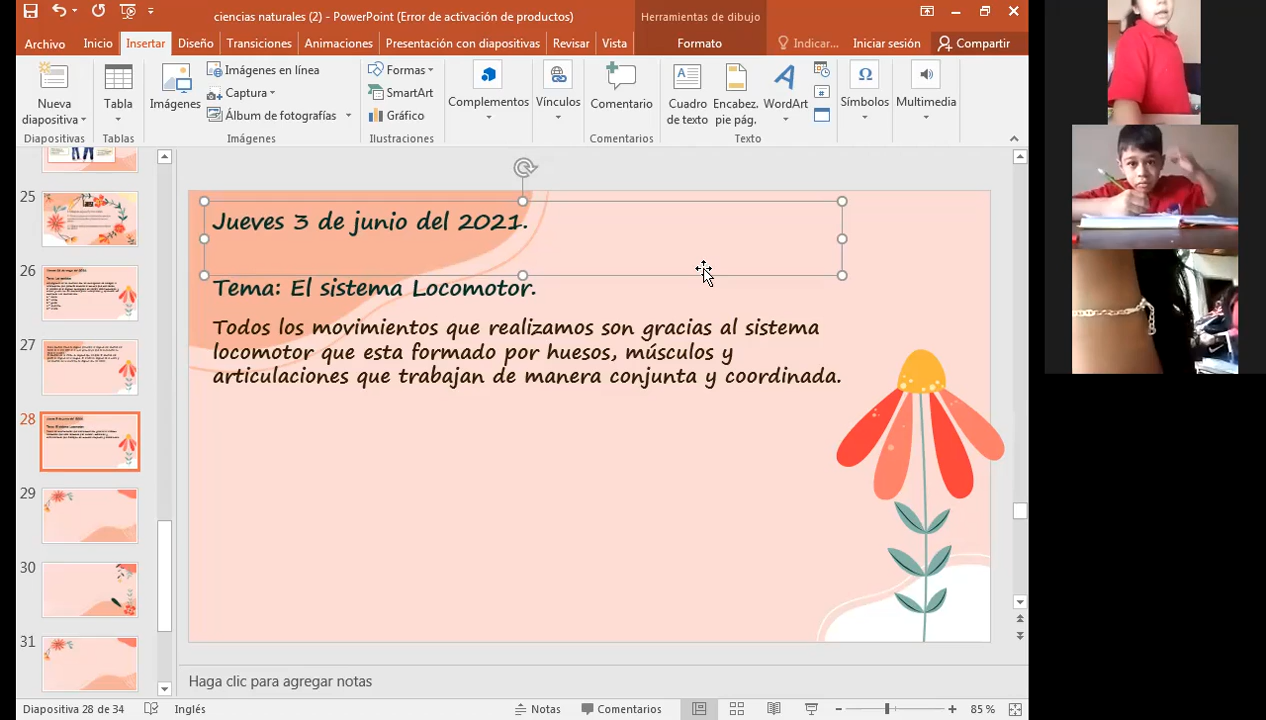 ciencias naturales (2) - PowerPoint (Error de activación de productos)
Herramientas de dibujo
Archivo Inicio Insertar Diseño Transiciones Animaciones Presentación con diapositivas Revisar Vista Formato Indicar... Iniciar sesión Compartir
Nueva diapositiva
Diapositivas
Tabla
Tablas
Imágenes
Imágenes en línea
Captura
Álbum de fotografías
Imágenes
Formas
SmartArt
Gráfico
Ilustraciones
Complementos
Vínculos
Comentario
Comentarios
Cuadro de texto
Encabez. pie pág.
WordArt
Texto
Símbolos
Multimedia
25
26
27
28
29
30
31
Jueves 3 de junio del 2021.
Tema: El sistema Locomotor.
Todos los movimientos que realizamos son gracias al sistema
locomotor que esta formado por huesos, músculos y
articulaciones que trabajan de manera conjunta y coordinada.
Haga clic para agregar notas
Diapositiva 28 de 34 Inglés Notas Comentarios 85 %